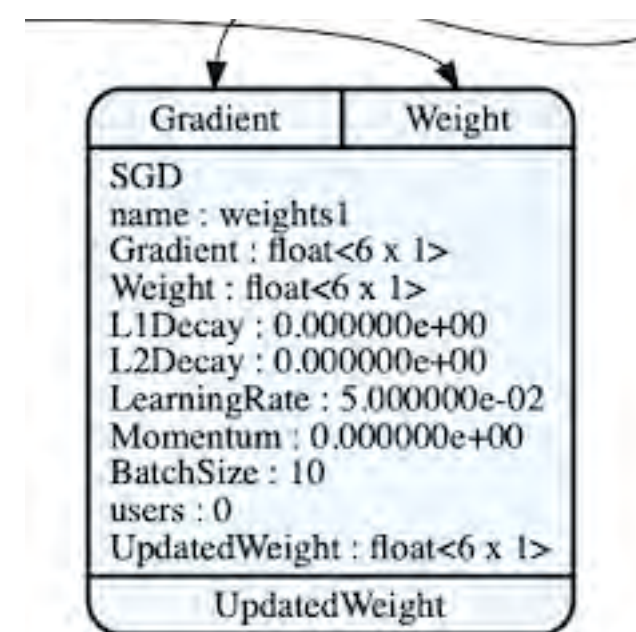 Gradient Weight
SGD
name : weights1
Gradient : float<6 x 1>
Weight : float<6 x 1>
L1Decay : 0.000000e+00
L2Decay : 0.000000e+00
LearningRate : 5.000000e-02
Momentum : 0.000000e+00
BatchSize : 10
users : 0
UpdatedWeight : float<6 x 1>
UpdatedWeight